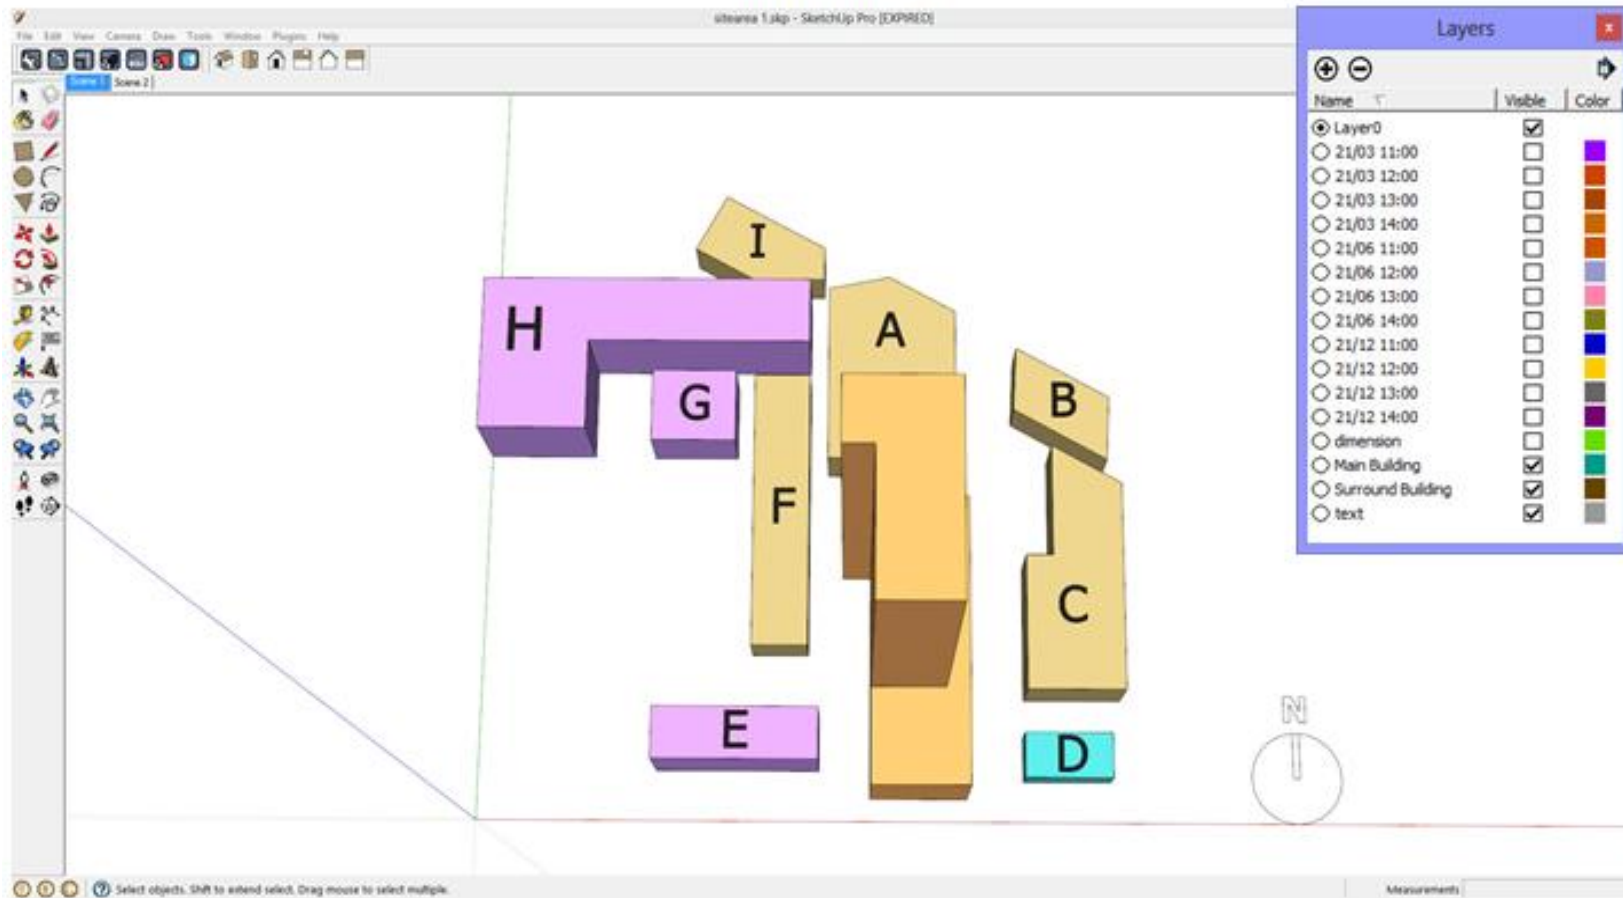 sitearea 1.skp - SketchUp Pro [EXPIRED]
File Edit View Camera Draw Tools Window Plugins Help
Scene 1 Scene 2
Layers
Name Visible Color
Layer0
21/03 11:00
21/03 12:00
21/03 13:00
21/03 14:00
21/06 11:00
21/06 12:00
21/06 13:00
21/06 14:00
21/12 11:00
21/12 12:00
21/12 13:00
21/12 14:00
dimension
Main Building
Surround Building
text
I
H
A
G
B
F
C
E
D
N
Select objects. Shift to extend select. Drag mouse to select multiple.
Measurements